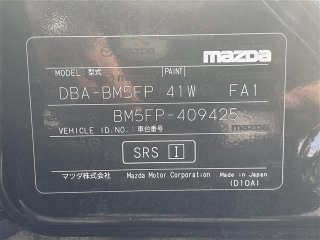 mazda
MODEL: 型式 PAINT
DBA-BM5FP 41W FA1
BM5FP-409425
VEHICLE ID.NO: 車台番号
SRS I
マツダ株式会社 Mazda Motor Corporation Made in Japan
(D10A)